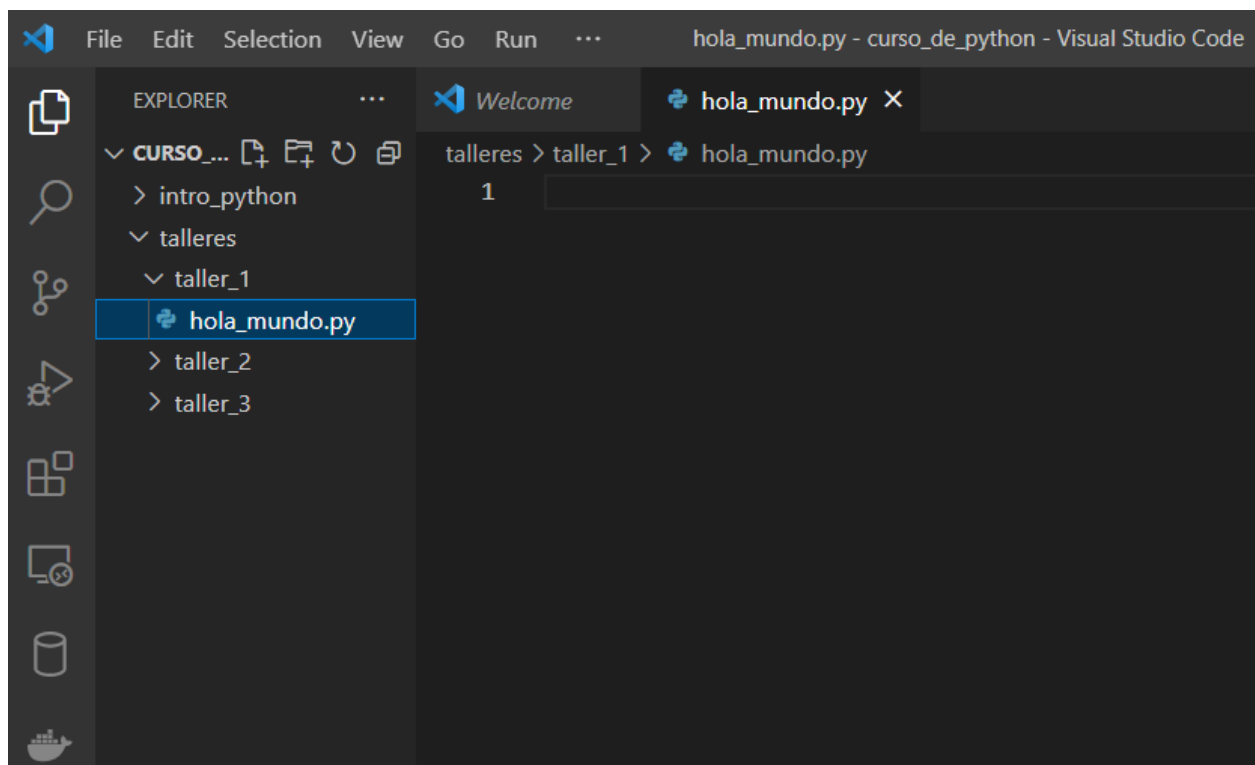 File Edit Selection View Go Run ··· hola_mundo.py - curso_de_python - Visual Studio Code
EXPLORER ···
CURSO_...
intro_python
talleres
taller_1
hola_mundo.py
taller_2
taller_3
Welcome
hola_mundo.py
talleres > taller_1 > hola_mundo.py
1